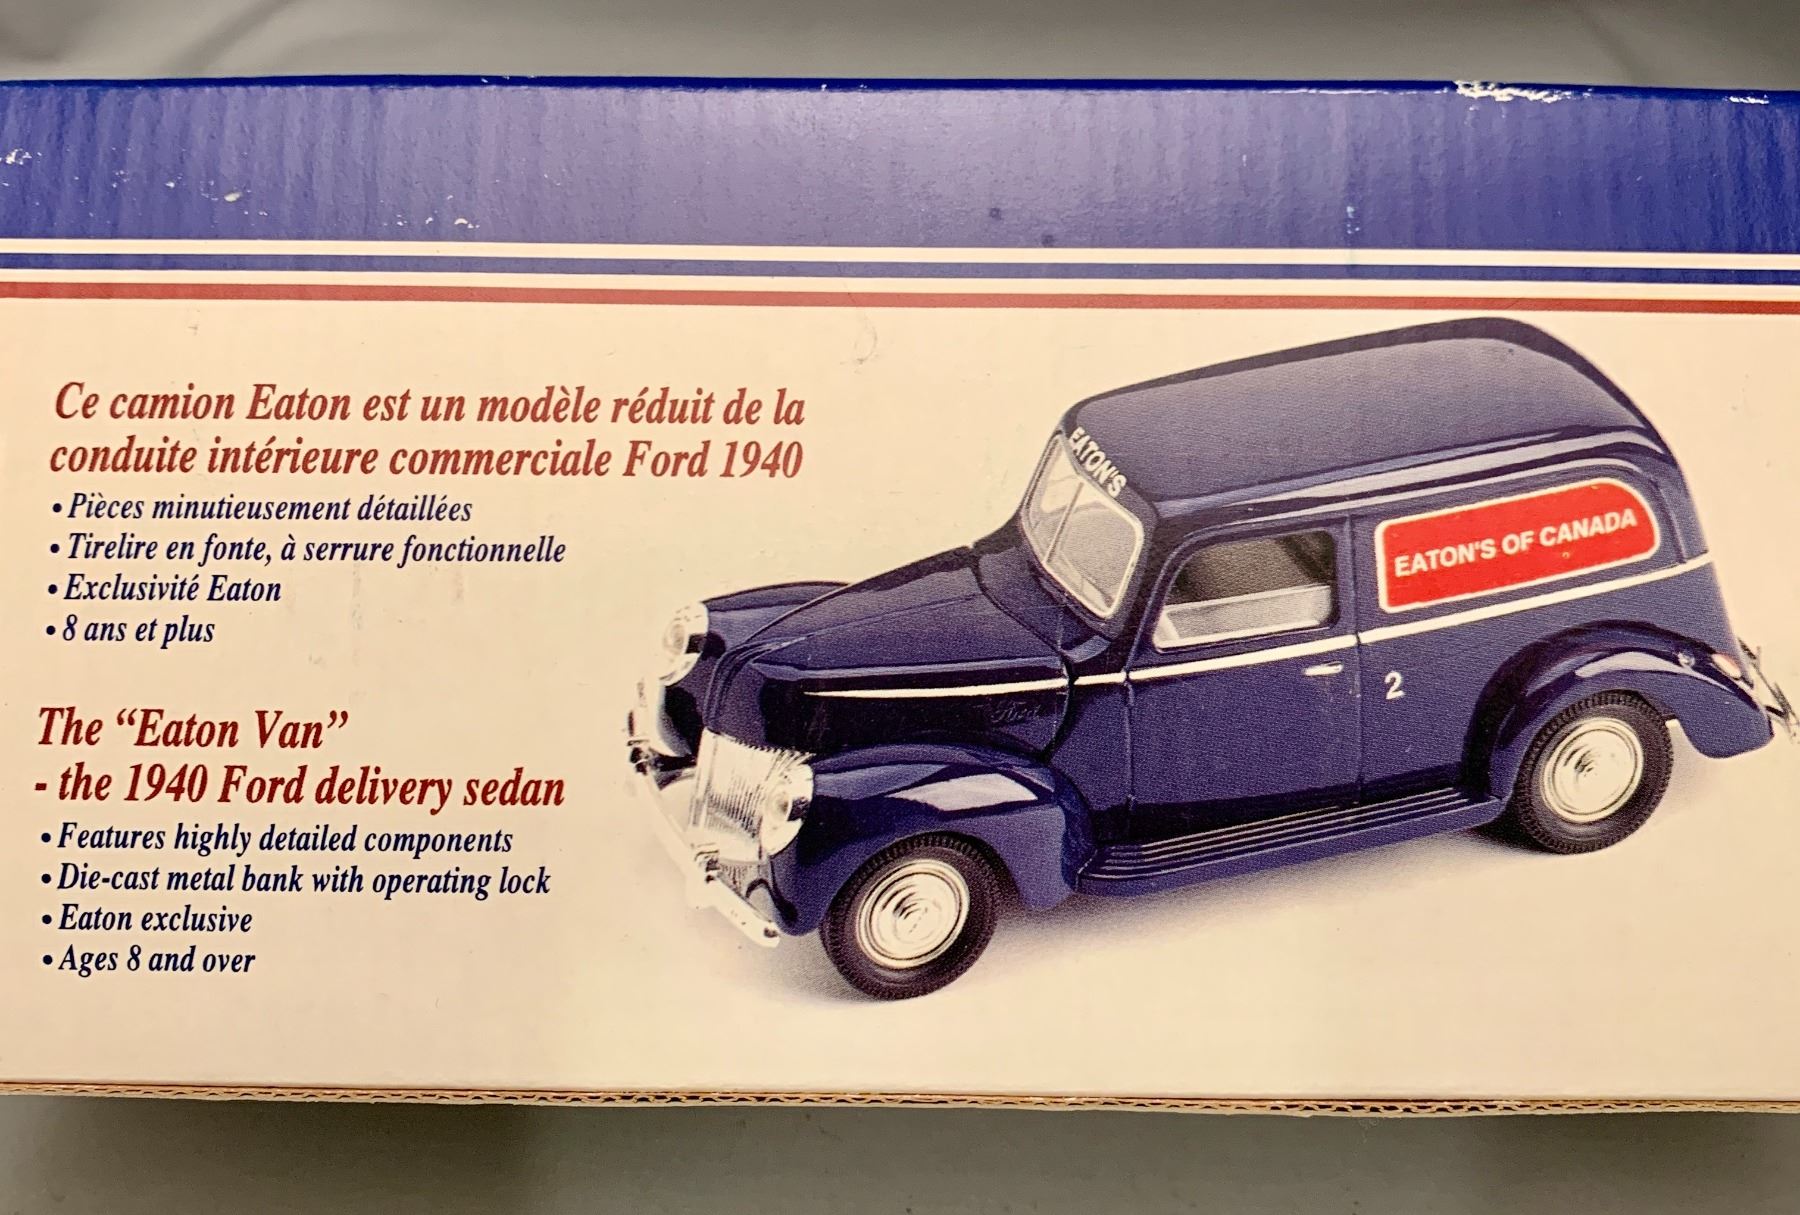 Ce camion Eaton est un modèle réduit de la
conduite intérieure commerciale Ford 1940
• Pièces minutieusement détaillées
• Tirelire en fonte, à serrure fonctionnelle
• Exclusivité Eaton
• 8 ans et plus
The “Eaton Van”
- the 1940 Ford delivery sedan
• Features highly detailed components
• Die-cast metal bank with operating lock
• Eaton exclusive
• Ages 8 and over
EATON'S
EATON'S OF CANADA
2
Ford